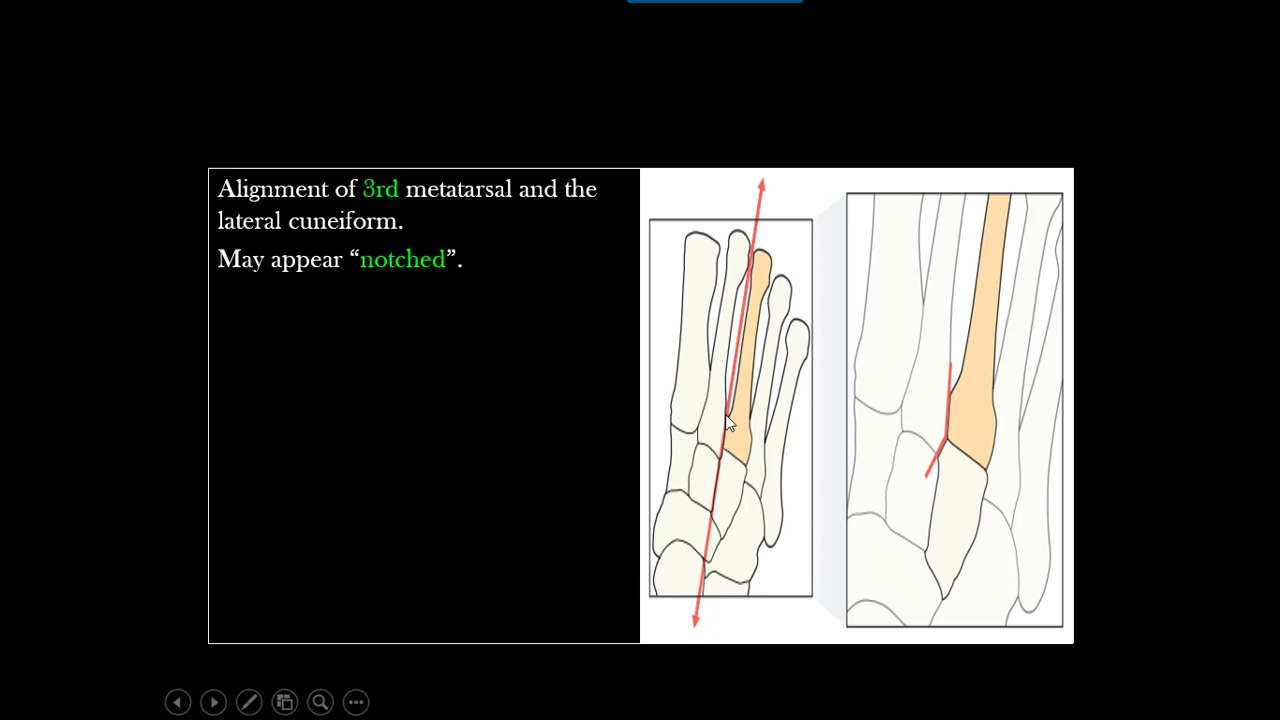 Alignment of 3rd metatarsal and the
lateral cuneiform.
May appear “notched”.